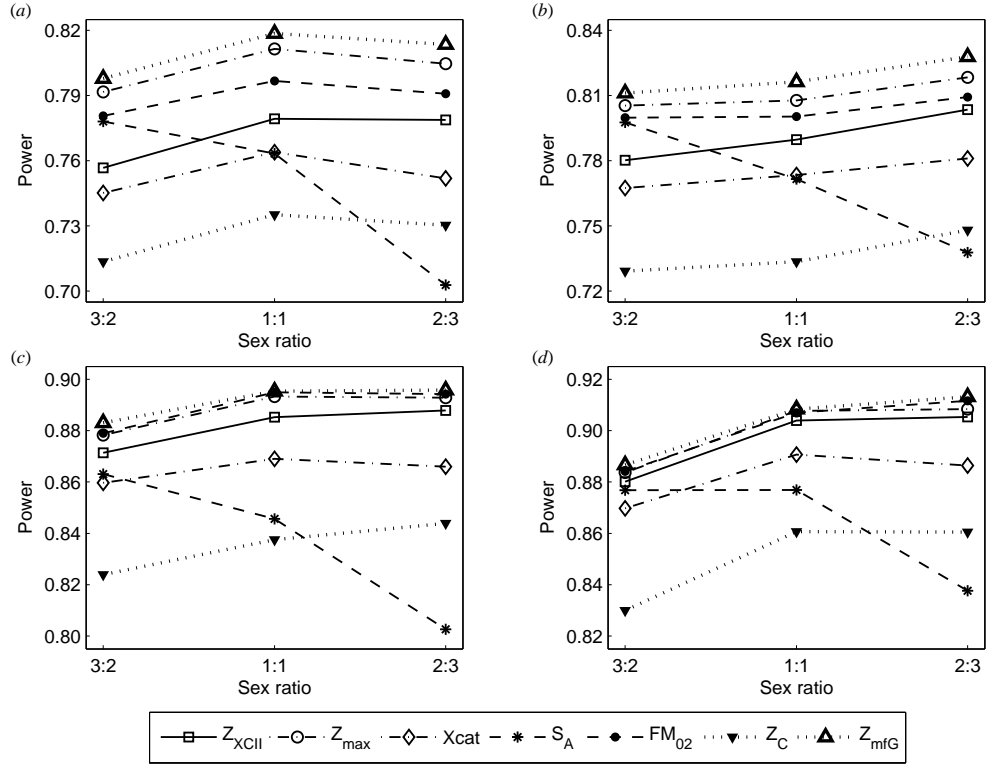 (a)
0.82
0.79
0.76
0.73
0.70
Power
3:2 1:1 2:3
Sex ratio
(b)
0.84
0.81
0.78
0.75
0.72
Power
3:2 1:1 2:3
Sex ratio
(c)
0.90
0.88
0.86
0.84
0.82
0.80
Power
3:2 1:1 2:3
Sex ratio
(d)
0.92
0.90
0.88
0.86
0.84
0.82
Power
3:2 1:1 2:3
Sex ratio
Z_XCII Z_max Xcat S_A FM_02 Z_C Z_mfG